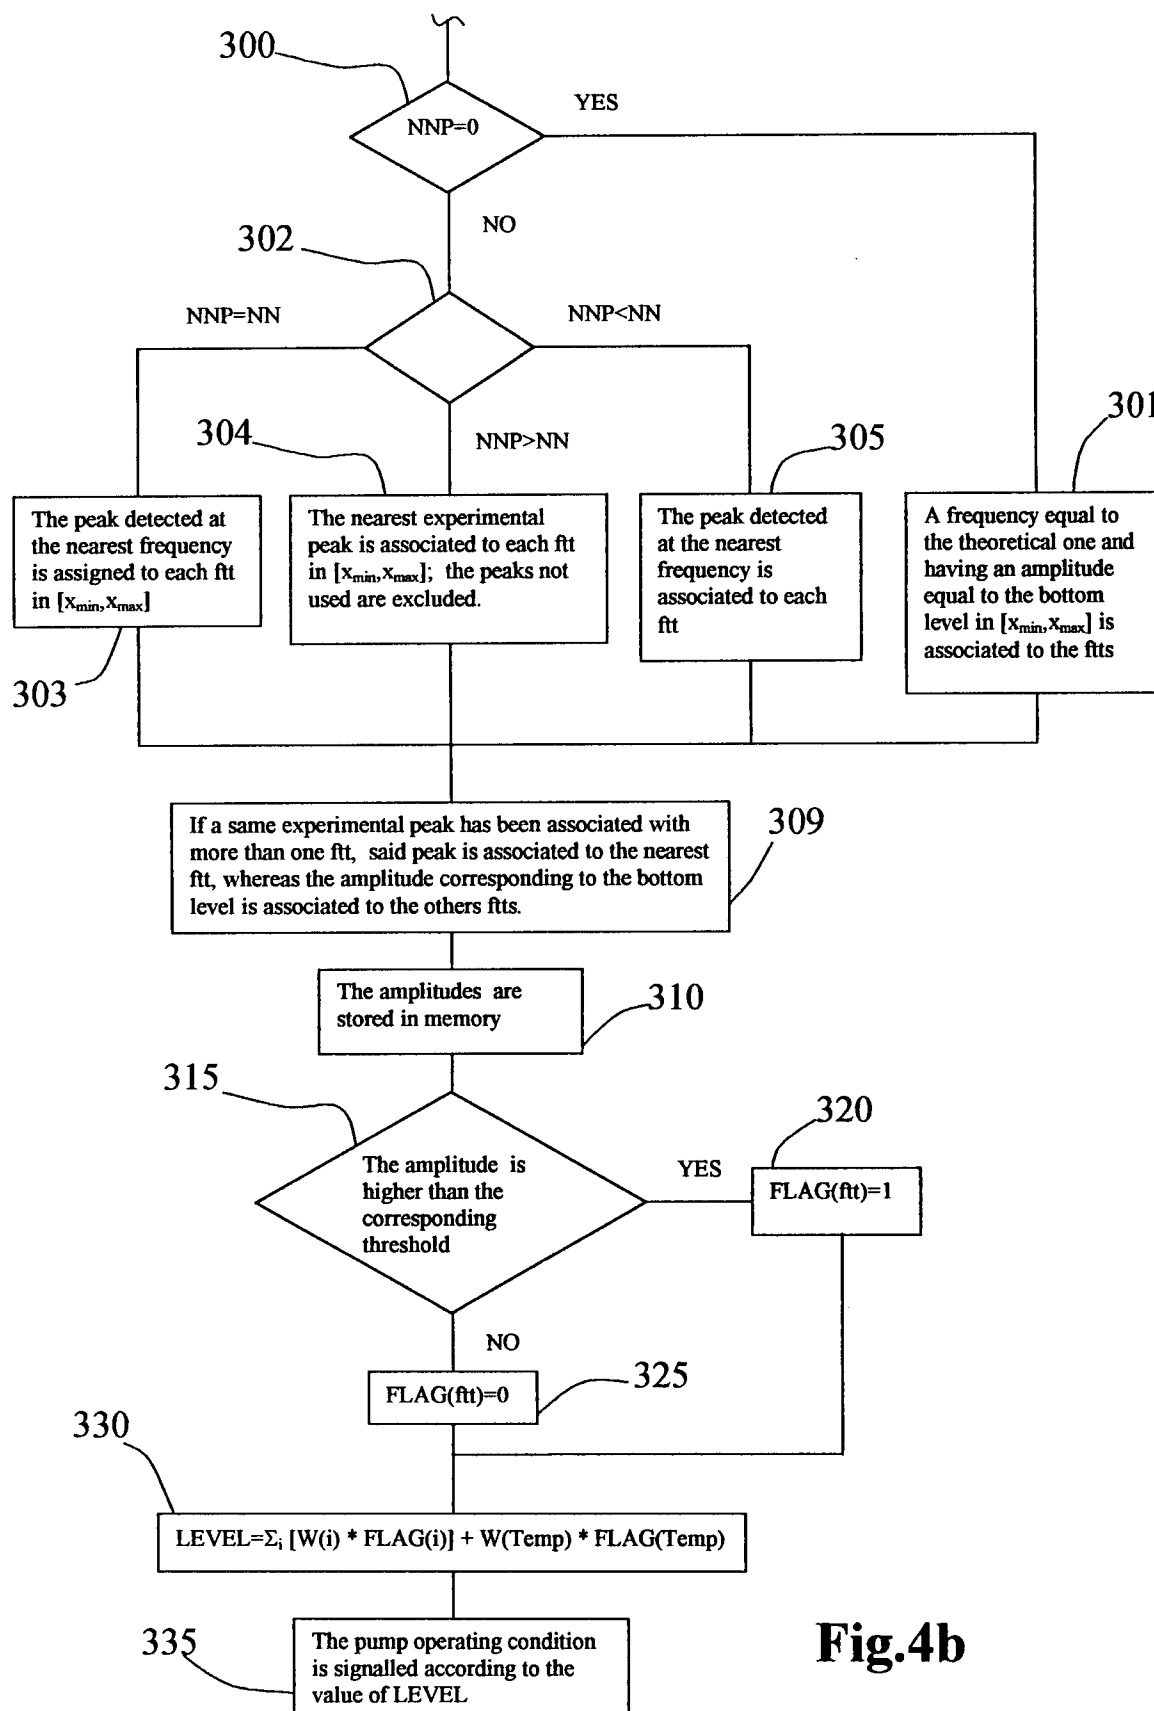 300
YES
NNP=0
NO
302
NNP=NN
NNP<NN
301
304
NNP>NN
305
The peak detected at
the nearest frequency
is assigned to each ftt
in [xmin,xmax]
The nearest experimental
peak is associated to each ftt
in [xmin,xmax]; the peaks not
used are excluded.
The peak detected
at the nearest
frequency is
associated to each
ftt
A frequency equal to
the theoretical one and
having an amplitude
equal to the bottom
level in [xmin,xmax] is
associated to the ftts
303
If a same experimental peak has been associated with
more than one ftt, said peak is associated to the nearest
ftt, whereas the amplitude corresponding to the bottom
level is associated to the others ftts.
309
The amplitudes are
stored in memory
310
315
The amplitude is
higher than the
corresponding
threshold
YES
320
FLAG(ftt)=1
NO
FLAG(ftt)=0
325
330
LEVEL=Σi [W(i) * FLAG(i)] + W(Temp) * FLAG(Temp)
335
The pump operating condition
is signalled according to the
value of LEVEL
Fig.4b